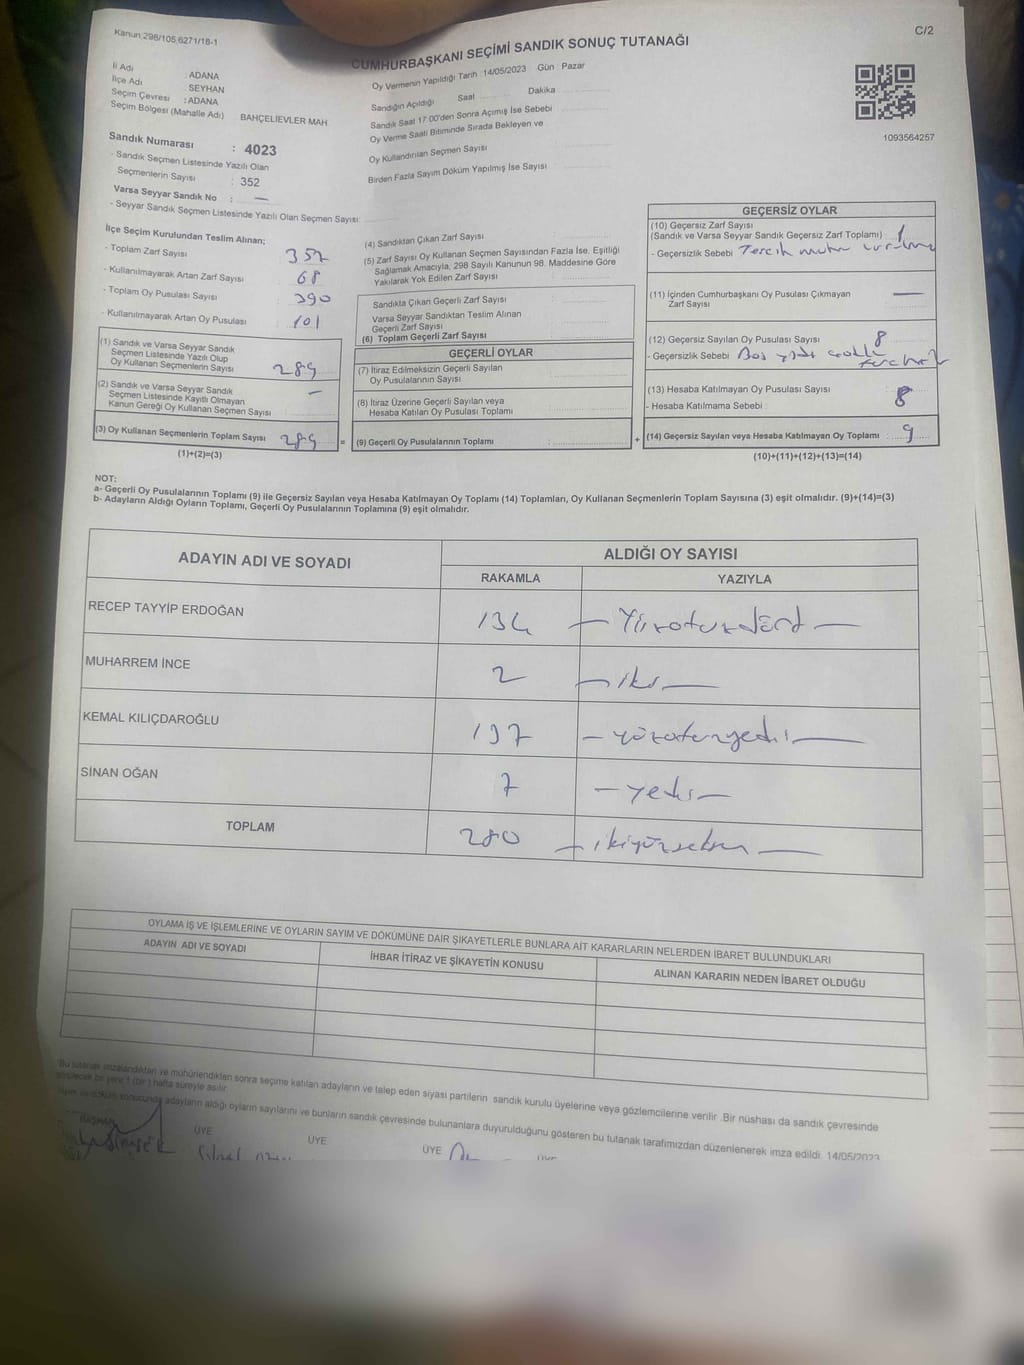 Kanun 298/105,6271/18-1
C/2
CUMHURBAŞKANI SEÇİMİ SANDIK SONUÇ TUTANAĞI
İli Adı : ADANA
İlçe Adı : SEYHAN
Seçim Çevresi : ADANA
Seçim Bölgesi (Mahalle Adı) BAHÇELİEVLER MAH
Sandık Numarası : 4023
- Sandık Seçmen Listesinde Yazılı Olan
Seçmenlerin Sayısı : 352
Varsa Seyyar Sandık No : —
- Seyyar Sandık Seçmen Listesinde Yazılı Olan Seçmen Sayısı:
Oy Vermenin Yapıldığı Tarih :14/05/2023 Gün : Pazar
Sandığın Açıldığı Saat Dakika
Sandık Saat 17:00'den Sonra Açımış İse Sebebi
Oy Verme Saati Bitiminde Sırada Bekleyen ve
Oy Kullandırılan Seçmen Sayısı
Birden Fazla Sayım Döküm Yapılmış İse Sayısı
1093564257
İlçe Seçim Kurulundan Teslim Alınan;
- Toplam Zarf Sayısı : 357
- Kullanılmayarak Artan Zarf Sayısı : 68
- Toplam Oy Pusulası Sayısı : 390
- Kullanılmayarak Artan Oy Pusulası : 101
(1) Sandık ve Varsa Seyyar Sandık
Seçmen Listesinde Yazılı Olup
Oy Kullanan Seçmenlerin Sayısı 289
(2) Sandık ve Varsa Seyyar Sandık
Seçmen Listesinde Kayıtlı Olmayan
Kanun Gereği Oy Kullanan Seçmen Sayısı —
(3) Oy Kullanan Seçmenlerin Toplam Sayısı 289
(1)+(2)=(3)
(4) Sandıktan Çıkan Zarf Sayısı
(5) Zarf Sayısı Oy Kullanan Seçmen Sayısından Fazla İse, Eşitliği
Sağlamak Amacıyla, 298 Sayılı Kanunun 98. Maddesine Göre
Yakılarak Yok Edilen Zarf Sayısı
Sandıkta Çıkan Geçerli Zarf Sayısı
Varsa Seyyar Sandıktan Teslim Alınan
Geçerli Zarf Sayısı
(6) Toplam Geçerli Zarf Sayısı
=
GEÇERLİ OYLAR
(7) İtiraz Edilmeksizin Geçerli Sayılan
Oy Pusulalarının Sayısı
(8) İtiraz Üzerine Geçerli Sayılan veya
Hesaba Katılan Oy Pusulası Toplamı
(9) Geçerli Oy Pusulalarının Toplamı :
+
GEÇERSİZ OYLAR
(10) Geçersiz Zarf Sayısı
(Sandık ve Varsa Seyyar Sandık Geçersiz Zarf Toplamı) : 1
- Geçersizlik Sebebi : Tercih
(11) İçinden Cumhurbaşkanı Oy Pusulası Çıkmayan
Zarf Sayısı —
(12) Geçersiz Sayılan Oy Pusulası Sayısı 8
- Geçersizlik Sebebi :
(13) Hesaba Katılmayan Oy Pusulası Sayısı 8
- Hesaba Katılmama Sebebi :
(14) Geçersiz Sayılan veya Hesaba Katılmayan Oy Toplamı : 9
(10)+(11)+(12)+(13)=(14)
NOT:
a- Geçerli Oy Pusulalarının Toplamı (9) ile Geçersiz Sayılan veya Hesaba Katılmayan Oy Toplamı (14) Toplamları, Oy Kullanan Seçmenlerin Toplam Sayısına (3) eşit olmalıdır. (9)+(14)=(3)
b- Adayların Aldığı Oyların Toplamı, Geçerli Oy Pusulalarının Toplamına (9) eşit olmalıdır.
ADAYIN ADI VE SOYADI
ALDIĞI OY SAYISI
RAKAMLA YAZIYLA
RECEP TAYYİP ERDOĞAN 134 — Yüzotuzdört —
MUHARREM İNCE 2 — iki —
KEMAL KILIÇDAROĞLU 137 — yüzotuzyedi —
SİNAN OĞAN 7 — yedi —
TOPLAM 280 — ikiyüzseksen —
OYLAMA İŞ VE İŞLEMLERİNE VE OYLARIN SAYIM VE DÖKÜMÜNE DAİR ŞİKAYETLERLE BUNLARA AİT KARARLARIN NELERDEN İBARET BULUNDUKLARI
ADAYIN ADI VE SOYADI
İHBAR İTİRAZ VE ŞİKAYETİN KONUSU
ALINAN KARARIN NEDEN İBARET OLDUĞU
Bu tutanak imzalandıktan ve mühürlendikten sonra seçime katılan adayların ve talep eden siyasi partilerin sandık kurulu üyelerine veya gözlemcilerine verilir .Bir nüshası da sandık çevresinde
görülecek bir yere 1 (bir ) hafta süreyle asılır.
sonucunda adayların aldığı oyların sayılarını ve bunların sandık çevresinde bulunanlara duyurulduğunu gösteren bu tutanak tarafımızdan düzenlenerek imza edildi. 14/05/2023
BAŞKAN ÜYE ÜYE ÜYE ÜYE